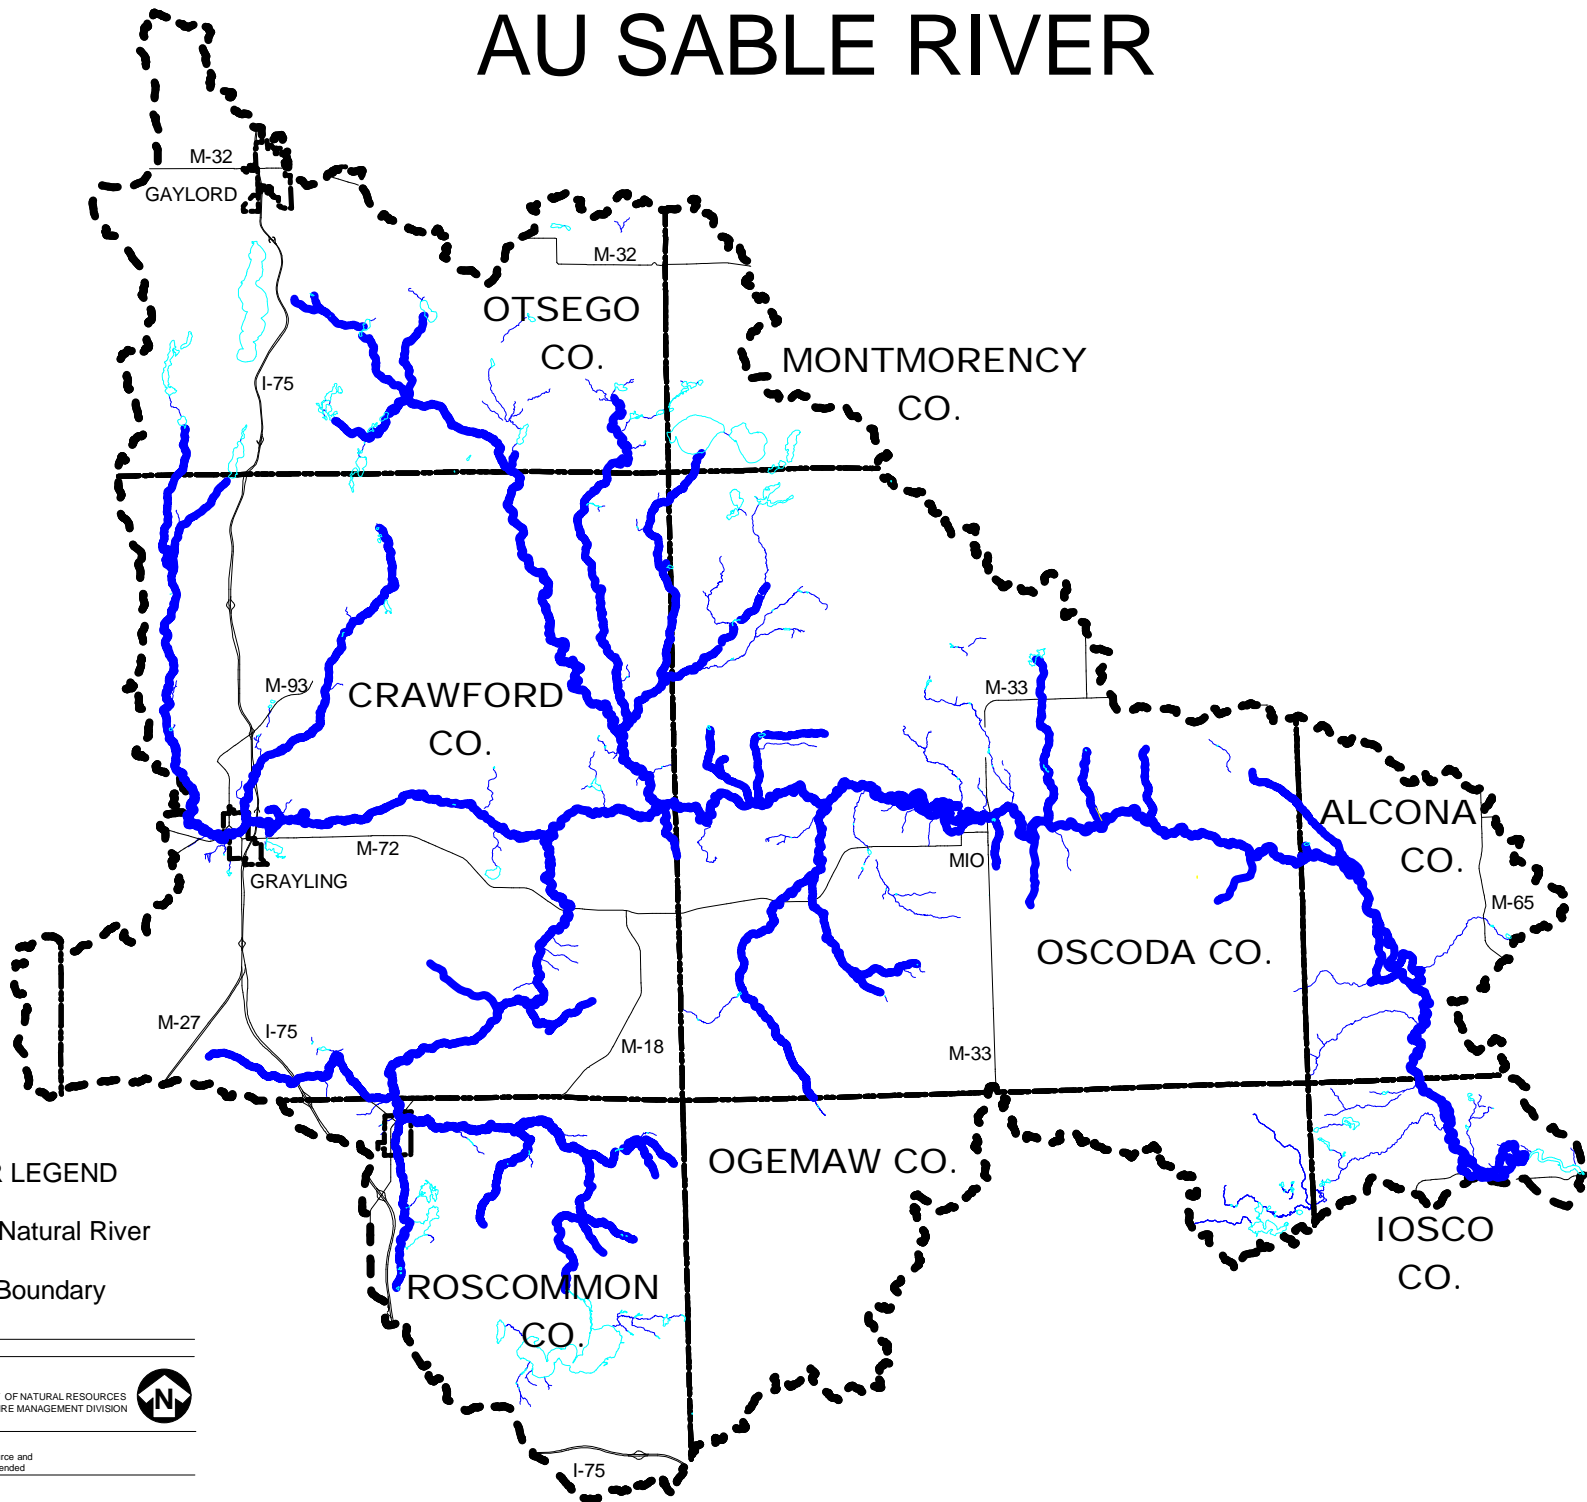 AU SABLE RIVER
M-32
GAYLORD
M-32
OTSEGO
CO.
MONTMORENCY
CO.
I-75
M-93
CRAWFORD
CO.
M-33
ALCONA
CO.
M-72
MIO
GRAYLING
M-65
OSCODA CO.
M-27
I-75
M-18
M-33
OGEMAW CO.
LEGEND
Natural River
IOSCO
CO.
Boundary
ROSCOMMON
CO.
OF NATURAL RESOURCES
MANAGEMENT DIVISION
N
and
I-75